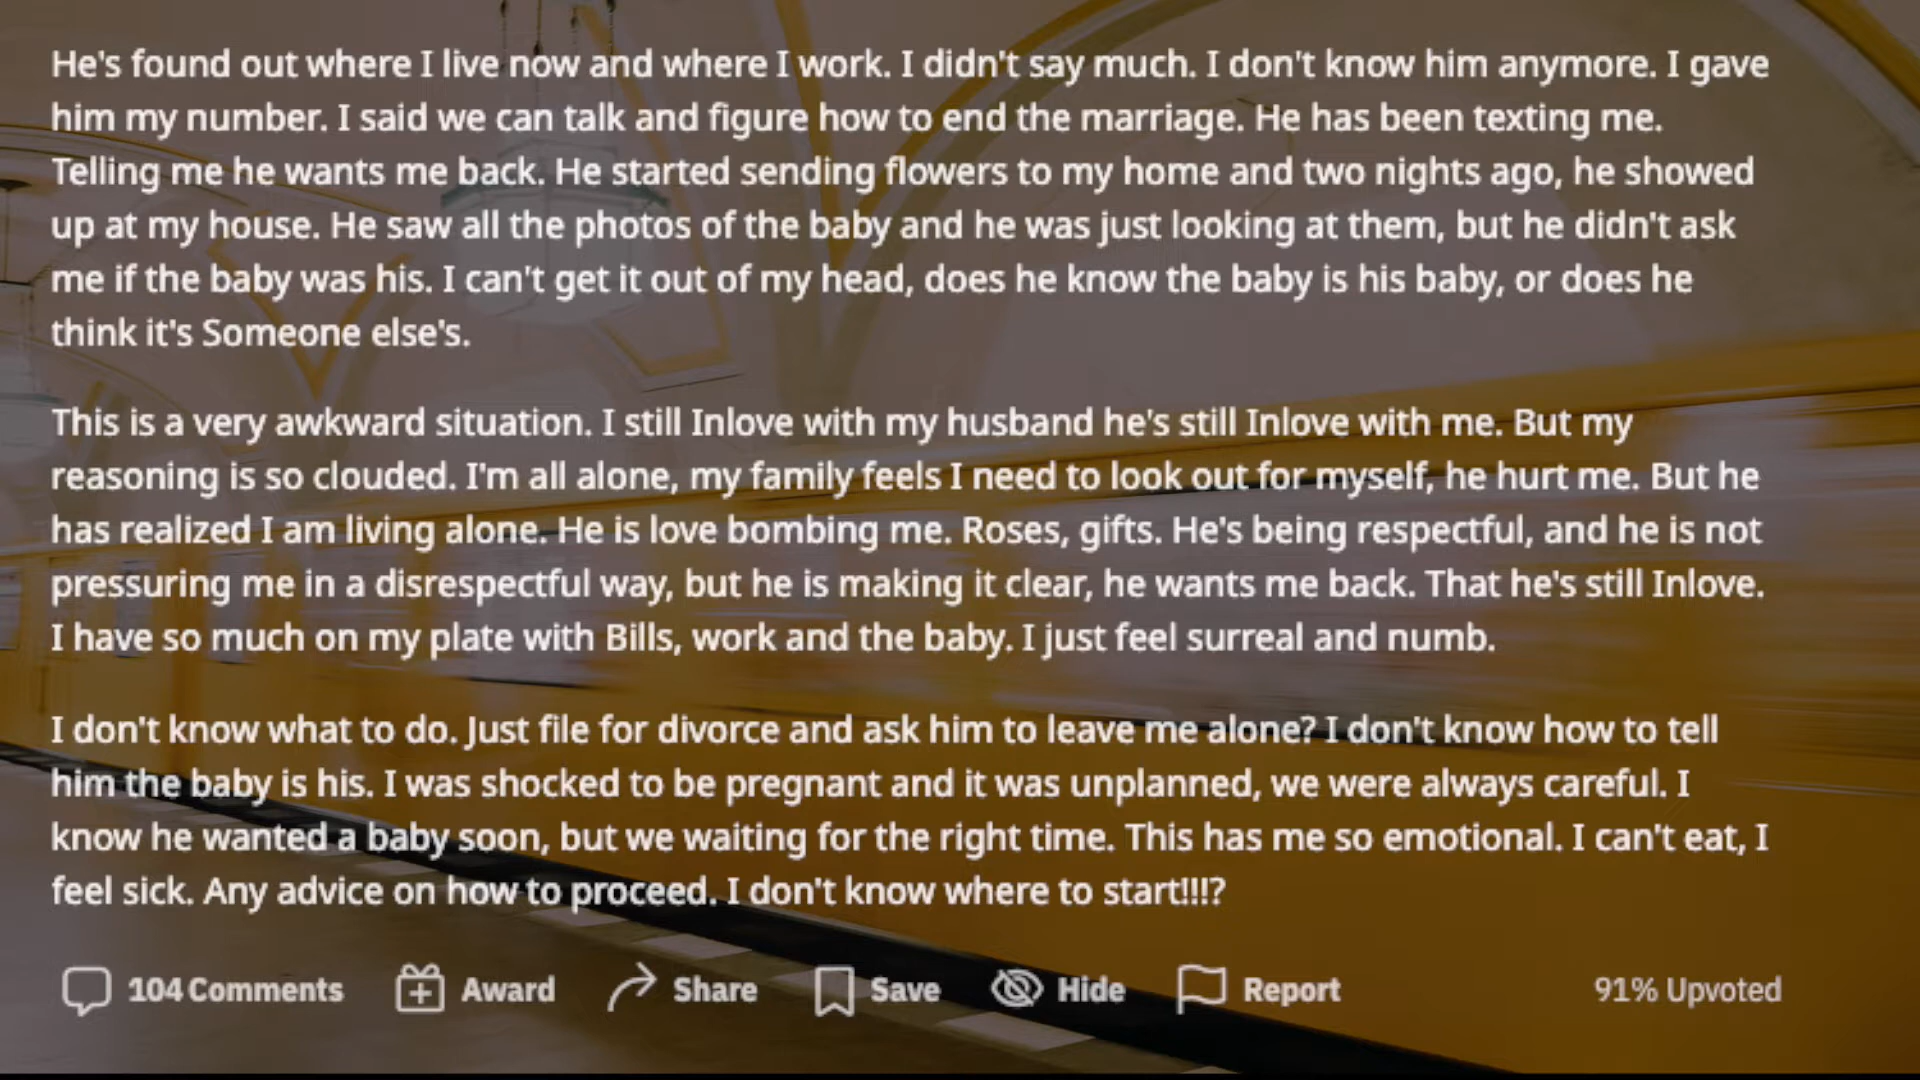 He's found out where I live now and where I work. I didn't say much. I don't know him anymore. I gave
him my number. I said we can talk and figure how to end the marriage. He has been texting me.
Telling me he wants me back. He started sending flowers to my home and two nights ago, he showed
up at my house. He saw all the photos of the baby and he was just looking at them, but he didn't ask
me if the baby was his. I can't get it out of my head, does he know the baby is his baby, or does he
think it's Someone else's.
This is a very awkward situation. I still Inlove with my husband he's still Inlove with me. But my
reasoning is so clouded. I'm all alone, my family feels I need to look out for myself, he hurt me. But he
has realized I am living alone. He is love bombing me. Roses, gifts. He's being respectful, and he is not
pressuring me in a disrespectful way, but he is making it clear, he wants me back. That he's still Inlove.
I have so much on my plate with Bills, work and the baby. I just feel surreal and numb.
I don't know what to do. Just file for divorce and ask him to leave me alone? I don't know how to tell
him the baby is his. I was shocked to be pregnant and it was unplanned, we were always careful. I
know he wanted a baby soon, but we waiting for the right time. This has me so emotional. I can't eat, I
feel sick. Any advice on how to proceed. I don't know where to start!!!?
104 Comments Award Share Save Hide Report 91% Upvoted